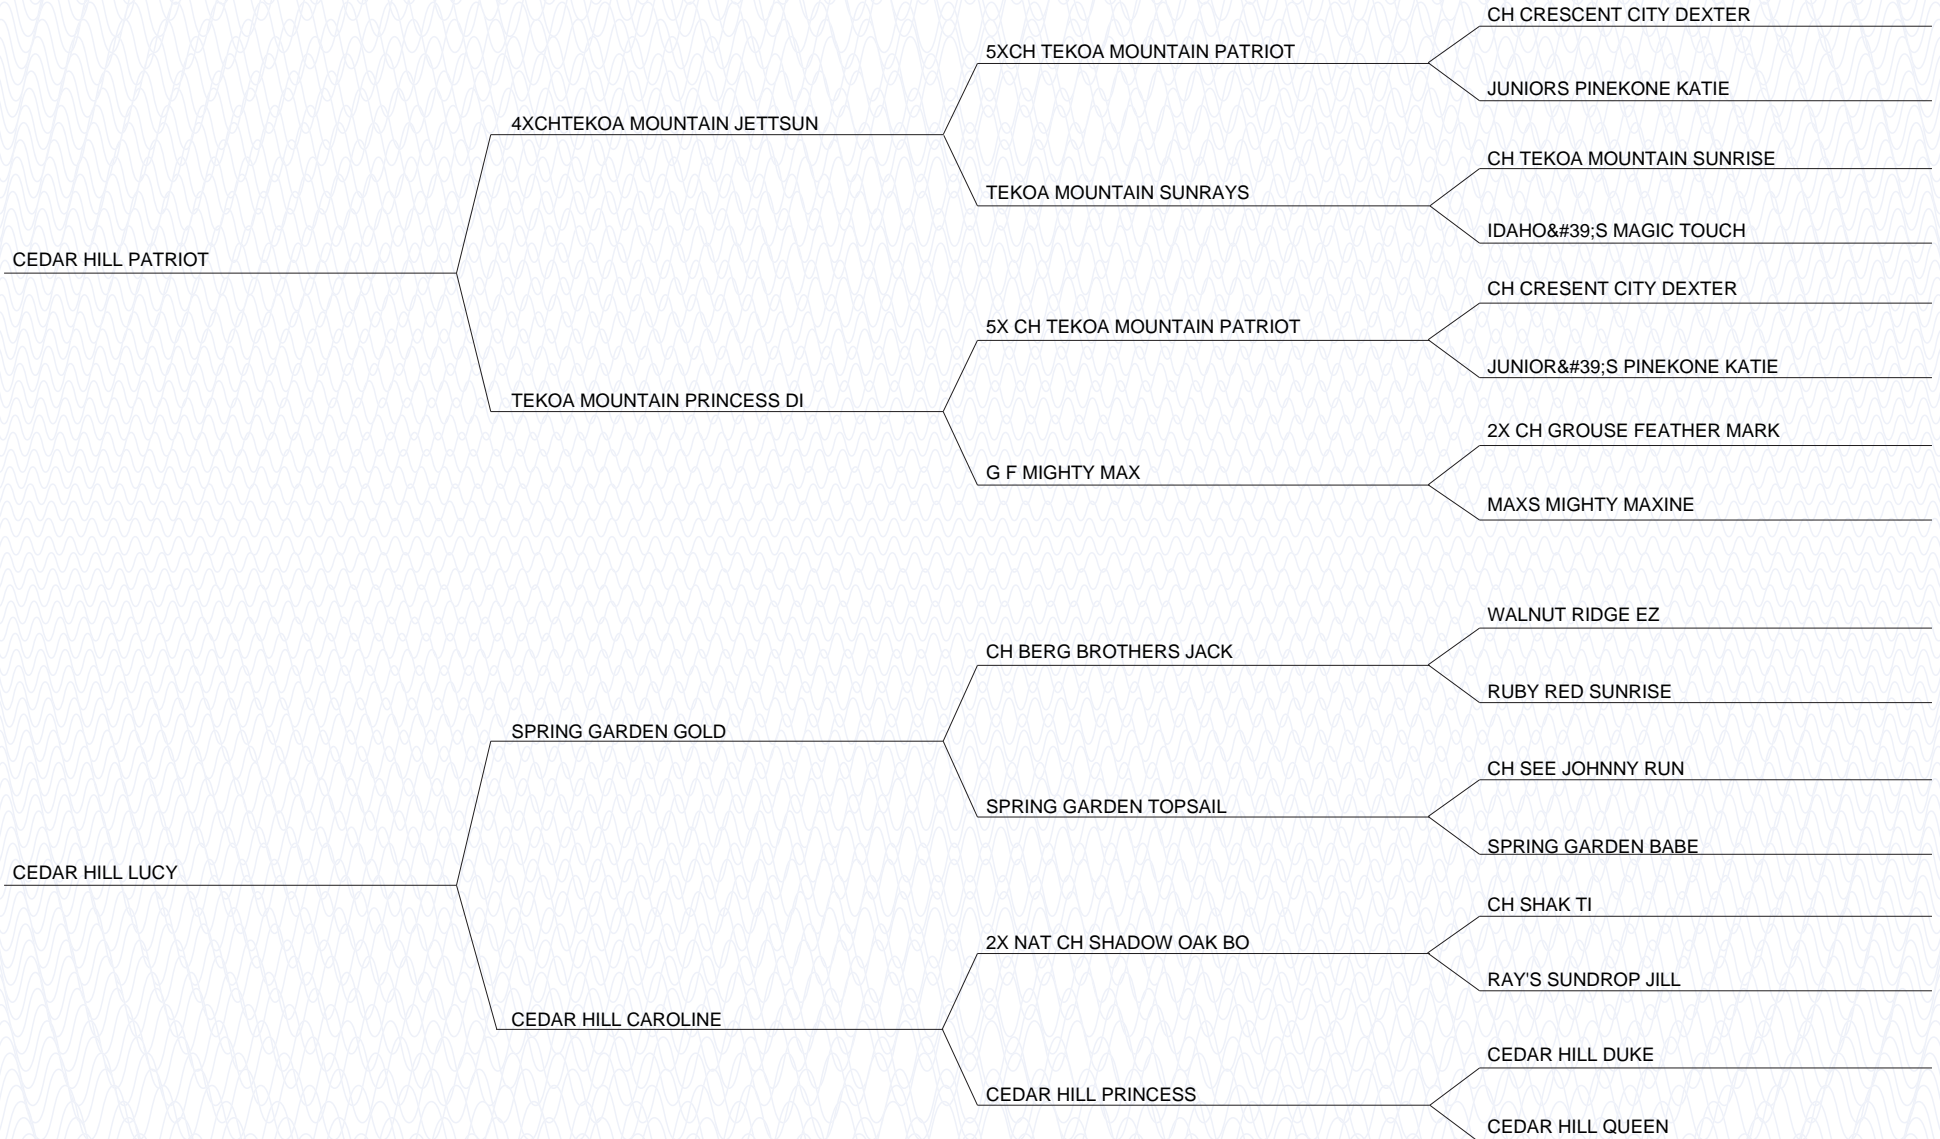 CH CRESCENT CITY DEXTER
5XCH TEKOA MOUNTAIN PATRIOT
JUNIORS PINEKONE KATIE
4XCHTEKOA MOUNTAIN JETTSUN
CH TEKOA MOUNTAIN SUNRISE
TEKOA MOUNTAIN SUNRAYS
IDAHO&#39;S MAGIC TOUCH
CEDAR HILL PATRIOT
CH CRESENT CITY DEXTER
5X CH TEKOA MOUNTAIN PATRIOT
JUNIOR&#39;S PINEKONE KATIE
TEKOA MOUNTAIN PRINCESS DI
2X CH GROUSE FEATHER MARK
G F MIGHTY MAX
MAXS MIGHTY MAXINE
WALNUT RIDGE EZ
CH BERG BROTHERS JACK
RUBY RED SUNRISE
SPRING GARDEN GOLD
CH SEE JOHNNY RUN
SPRING GARDEN TOPSAIL
SPRING GARDEN BABE
CEDAR HILL LUCY
CH SHAK TI
2X NAT CH SHADOW OAK BO
RAY'S SUNDROP JILL
CEDAR HILL CAROLINE
CEDAR HILL DUKE
CEDAR HILL PRINCESS
CEDAR HILL QUEEN